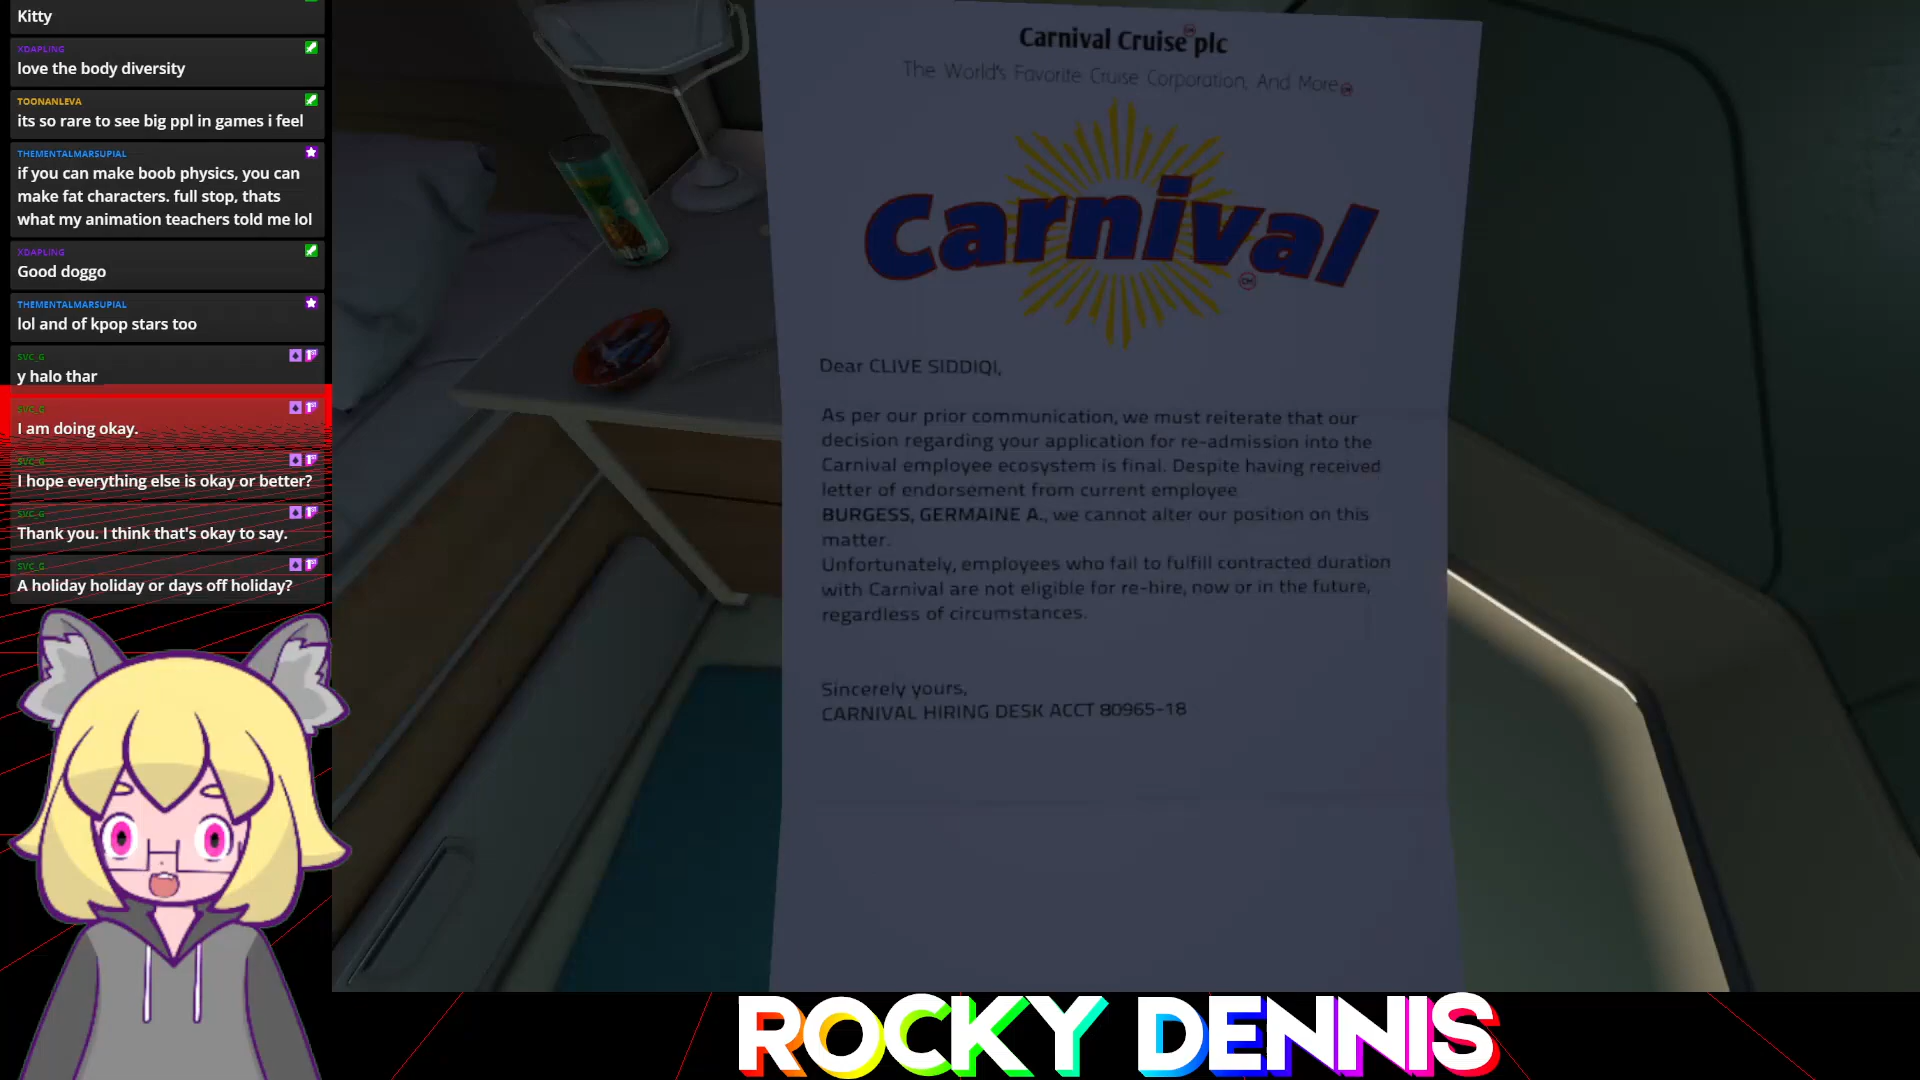 Kitty
XDAPLING
love the body diversity
TOONANLEVA
its so rare to see big ppl in games i feel
THEMENTALMARSUPIAL
if you can make boob physics, you can
make fat characters. full stop, thats
what my animation teachers told me lol
XDAPLING
Good doggo
THEMENTALMARSUPIAL
lol and of kpop stars too
SVC_G
y halo thar
SVC_G
I am doing okay.
SVC_G
I hope everything else is okay or better?
SVC_G
Thank you. I think that's okay to say.
SVC_G
A holiday holiday or days off holiday?
Carnival Cruise plc
The World's Favorite Cruise Corporation, And More
Carnival
CM
Dear CLIVE SIDDIQI,
As per our prior communication, we must reiterate that our
decision regarding your application for re-admission into the
Carnival employee ecosystem is final. Despite having received
letter of endorsement from current employee
BURGESS, GERMAINE A., we cannot alter our position on this
matter.
Unfortunately, employees who fail to fulfill contracted duration
with Carnival are not eligible for re-hire, now or in the future,
regardless of circumstances.
Sincerely yours,
CARNIVAL HIRING DESK ACCT 80965-18
ROCKY DENNIS